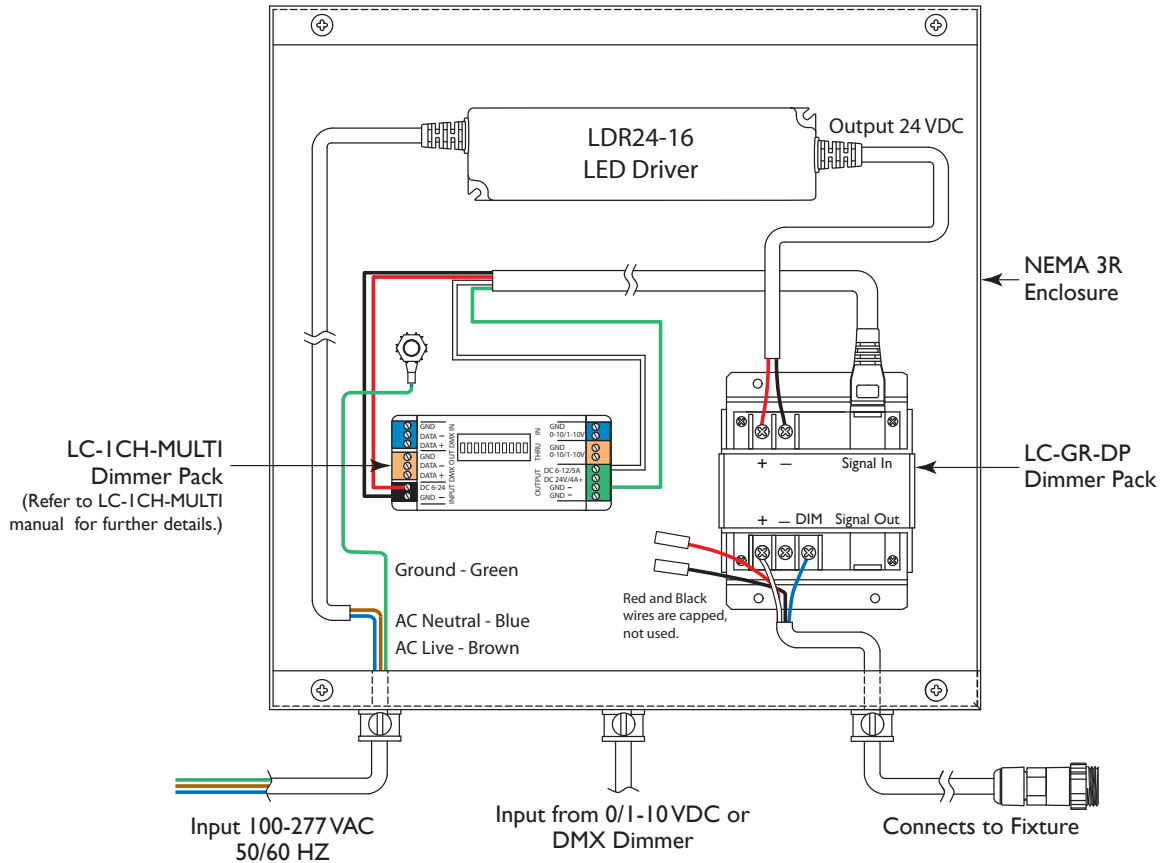 LDR24-16
LED Driver
Output 24 VDC
NEMA 3R
Enclosure
LC-1CH-MULTI
Dimmer Pack
(Refer to LC-1CH-MULTI
manual for further details.)
GND
DATA –
DATA +
DMX IN
GND
DATA –
DATA +
DMX OUT
DC 6-24
GND –
INPUT
GND
0-10/1-10V
IN
GND
0-10/1-10V
THRU
DC 6-12/5A
DC 24V/4A+
GND –
GND –
OUTPUT
+ – Signal In
+ – DIM Signal Out
LC-GR-DP
Dimmer Pack
Ground - Green
AC Neutral - Blue
AC Live - Brown
Red and Black
wires are capped,
not used.
Input 100-277 VAC
50/60 HZ
Input from 0/1-10 VDC or
DMX Dimmer
Connects to Fixture